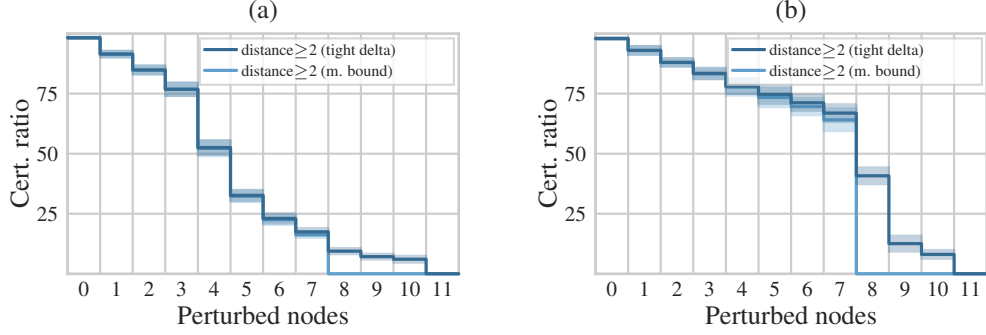 (a)
distance≥2 (tight delta)
distance≥2 (m. bound)
Cert. ratio
75
50
25
0 1 2 3 4 5 6 7 8 9 10 11
Perturbed nodes
(b)
distance≥2 (tight delta)
distance≥2 (m. bound)
Cert. ratio
75
50
25
0 1 2 3 4 5 6 7 8 9 10 11
Perturbed nodes